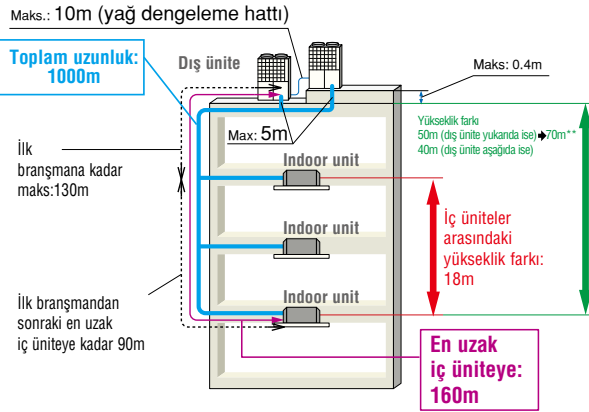 Maks.: 10m (yağ dengeleme hattı)
Toplam uzunluk:
1000m
Dış ünite
Maks: 0.4m
Max: 5m
Yükseklik farkı
50m (dış ünite yukarıda ise) 70m**
40m (dış ünite aşağıda ise)
İlk
branşmana kadar
maks:130m
Indoor unit
Indoor unit
Indoor unit
İç üniteler
arasındaki
yükseklik farkı:
18m
İlk branşmandan
sonraki en uzak
iç üniteye kadar 90m
En uzak
iç üniteye:
160m